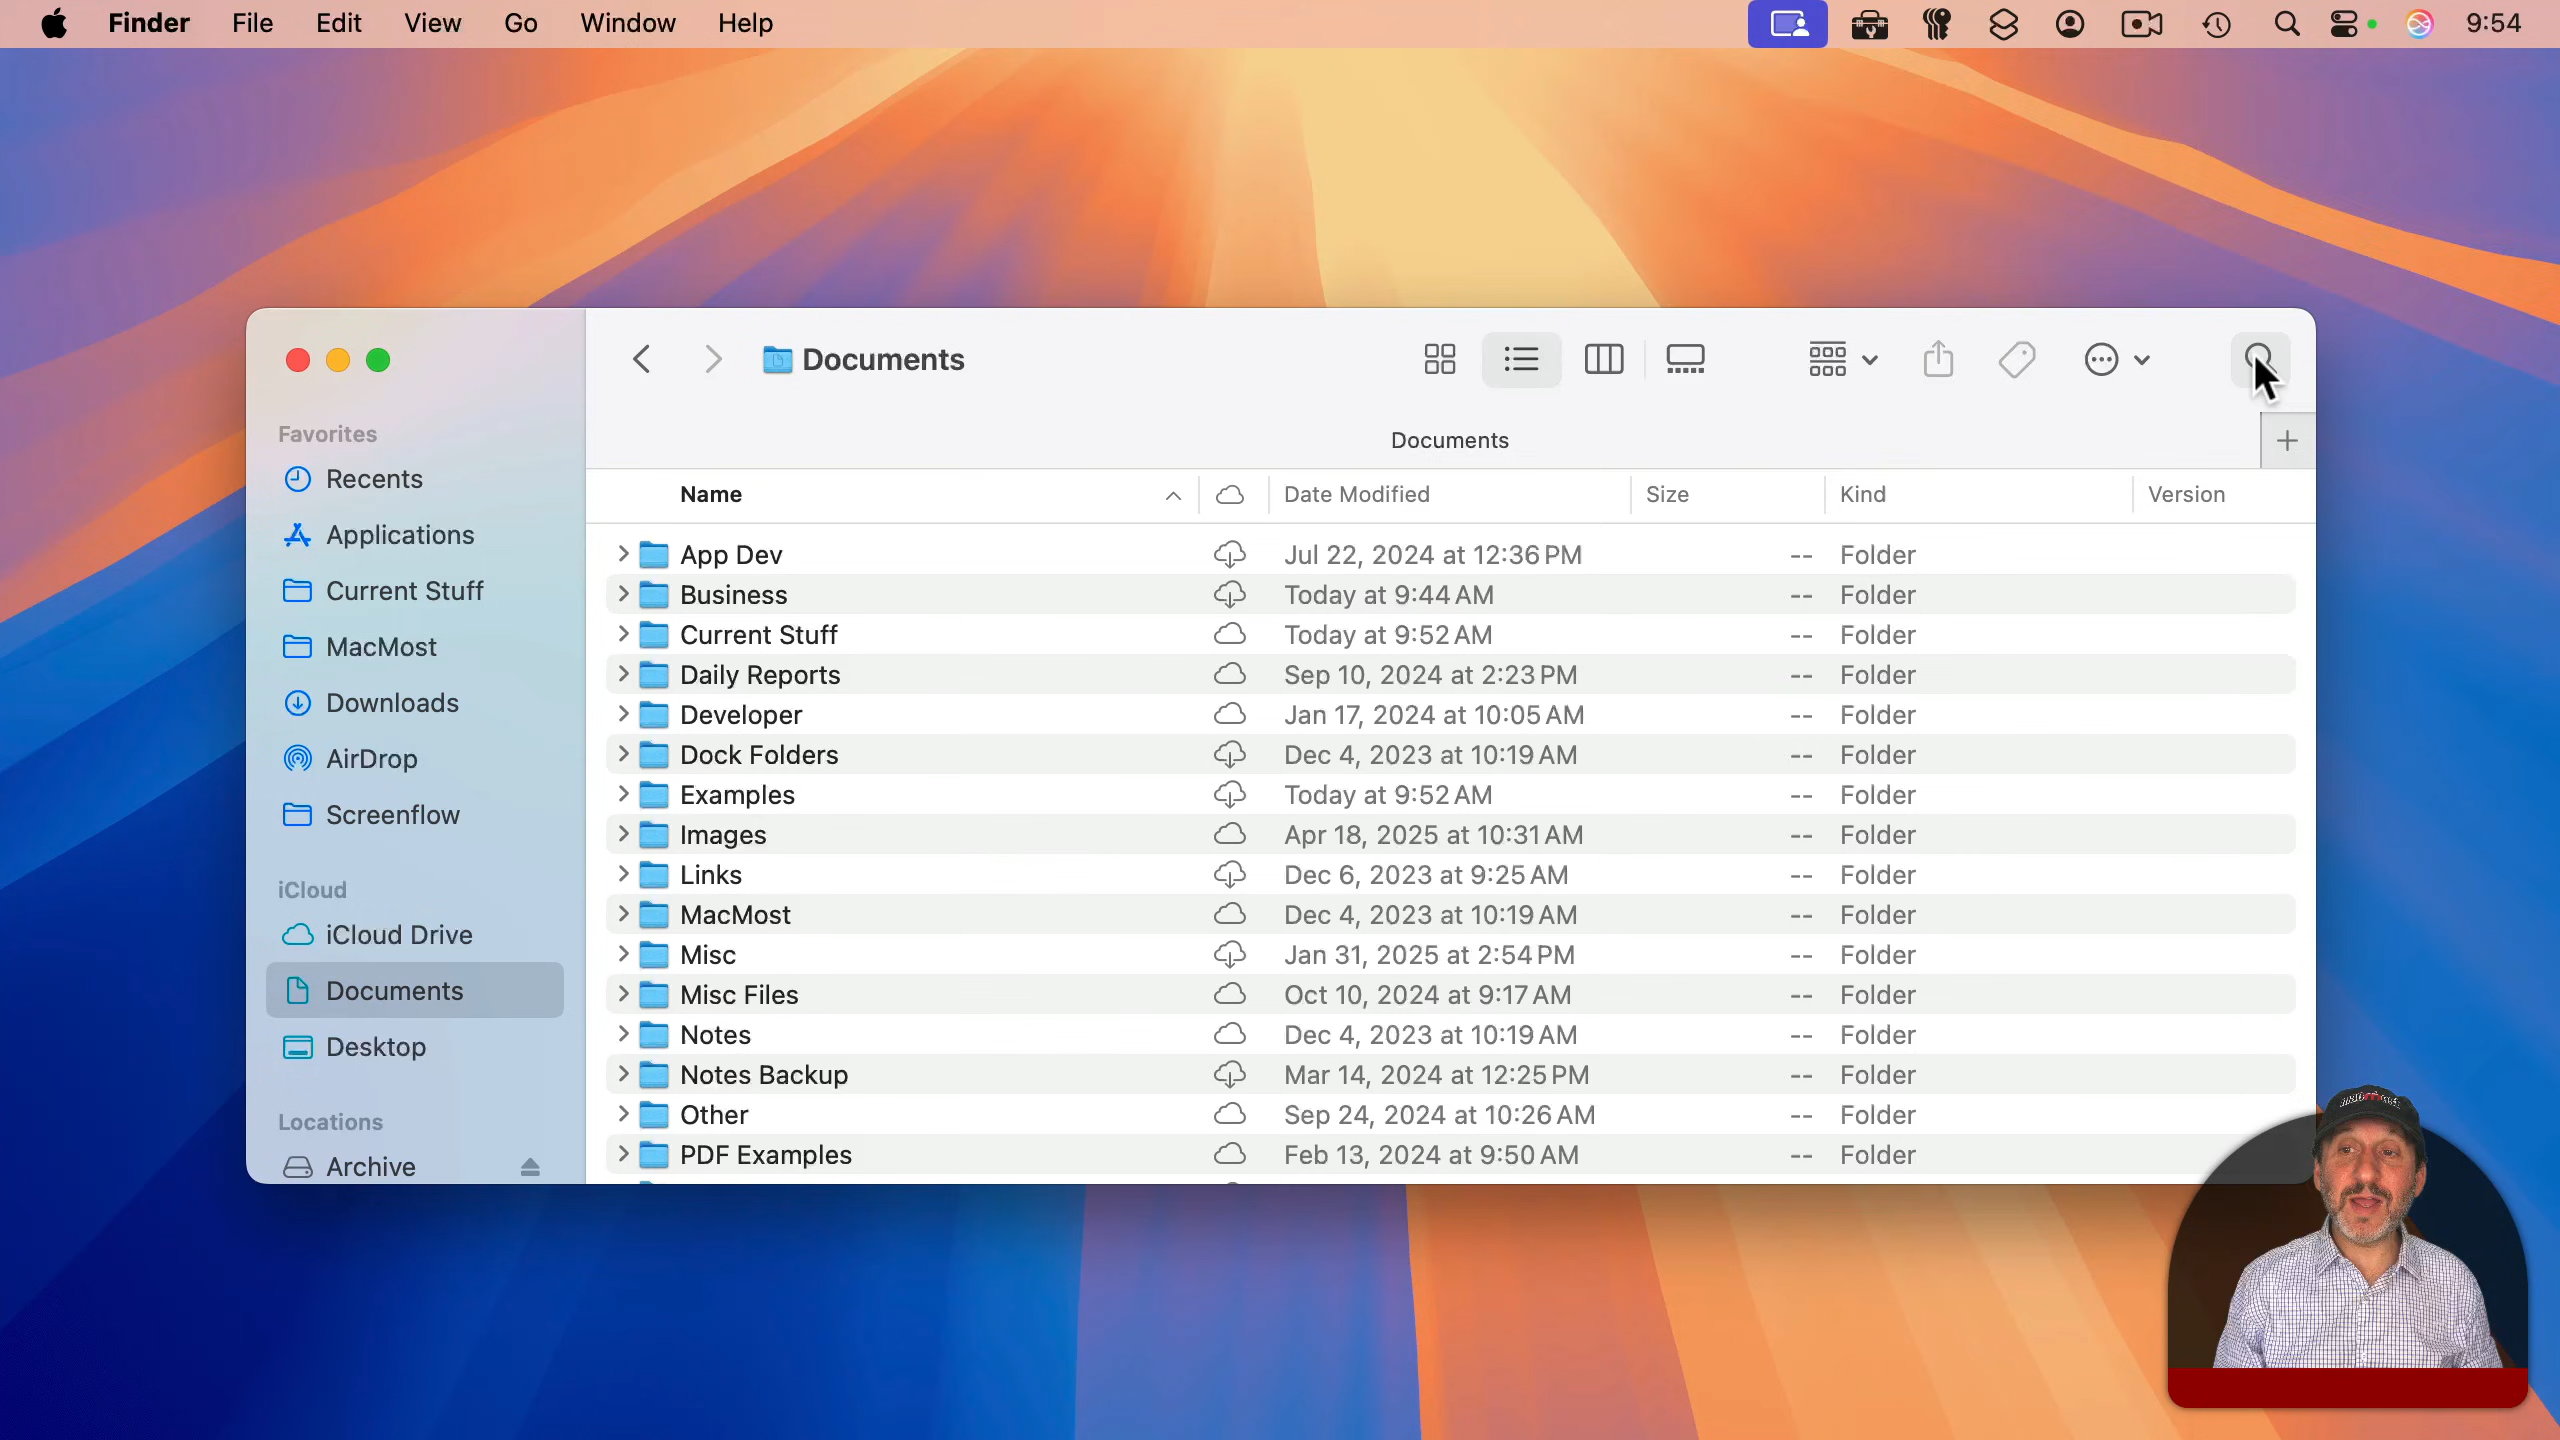 Finder File Edit View Go Window Help 9:54
Documents
Documents
Favorites
Recents
Applications
Current Stuff
MacMost
Downloads
AirDrop
Screenflow
iCloud
iCloud Drive
Documents
Desktop
Locations
Archive
Name Date Modified Size Kind Version
App Dev Jul 22, 2024 at 12:36 PM -- Folder
Business Today at 9:44 AM -- Folder
Current Stuff Today at 9:52 AM -- Folder
Daily Reports Sep 10, 2024 at 2:23 PM -- Folder
Developer Jan 17, 2024 at 10:05 AM -- Folder
Dock Folders Dec 4, 2023 at 10:19 AM -- Folder
Examples Today at 9:52 AM -- Folder
Images Apr 18, 2025 at 10:31 AM -- Folder
Links Dec 6, 2023 at 9:25 AM -- Folder
MacMost Dec 4, 2023 at 10:19 AM -- Folder
Misc Jan 31, 2025 at 2:54 PM -- Folder
Misc Files Oct 10, 2024 at 9:17 AM -- Folder
Notes Dec 4, 2023 at 10:19 AM -- Folder
Notes Backup Mar 14, 2024 at 12:25 PM -- Folder
Other Sep 24, 2024 at 10:26 AM -- Folder
PDF Examples Feb 13, 2024 at 9:50 AM -- Folder